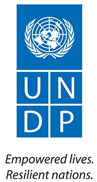 U N
D P
Empowered lives.
Resilient nations.